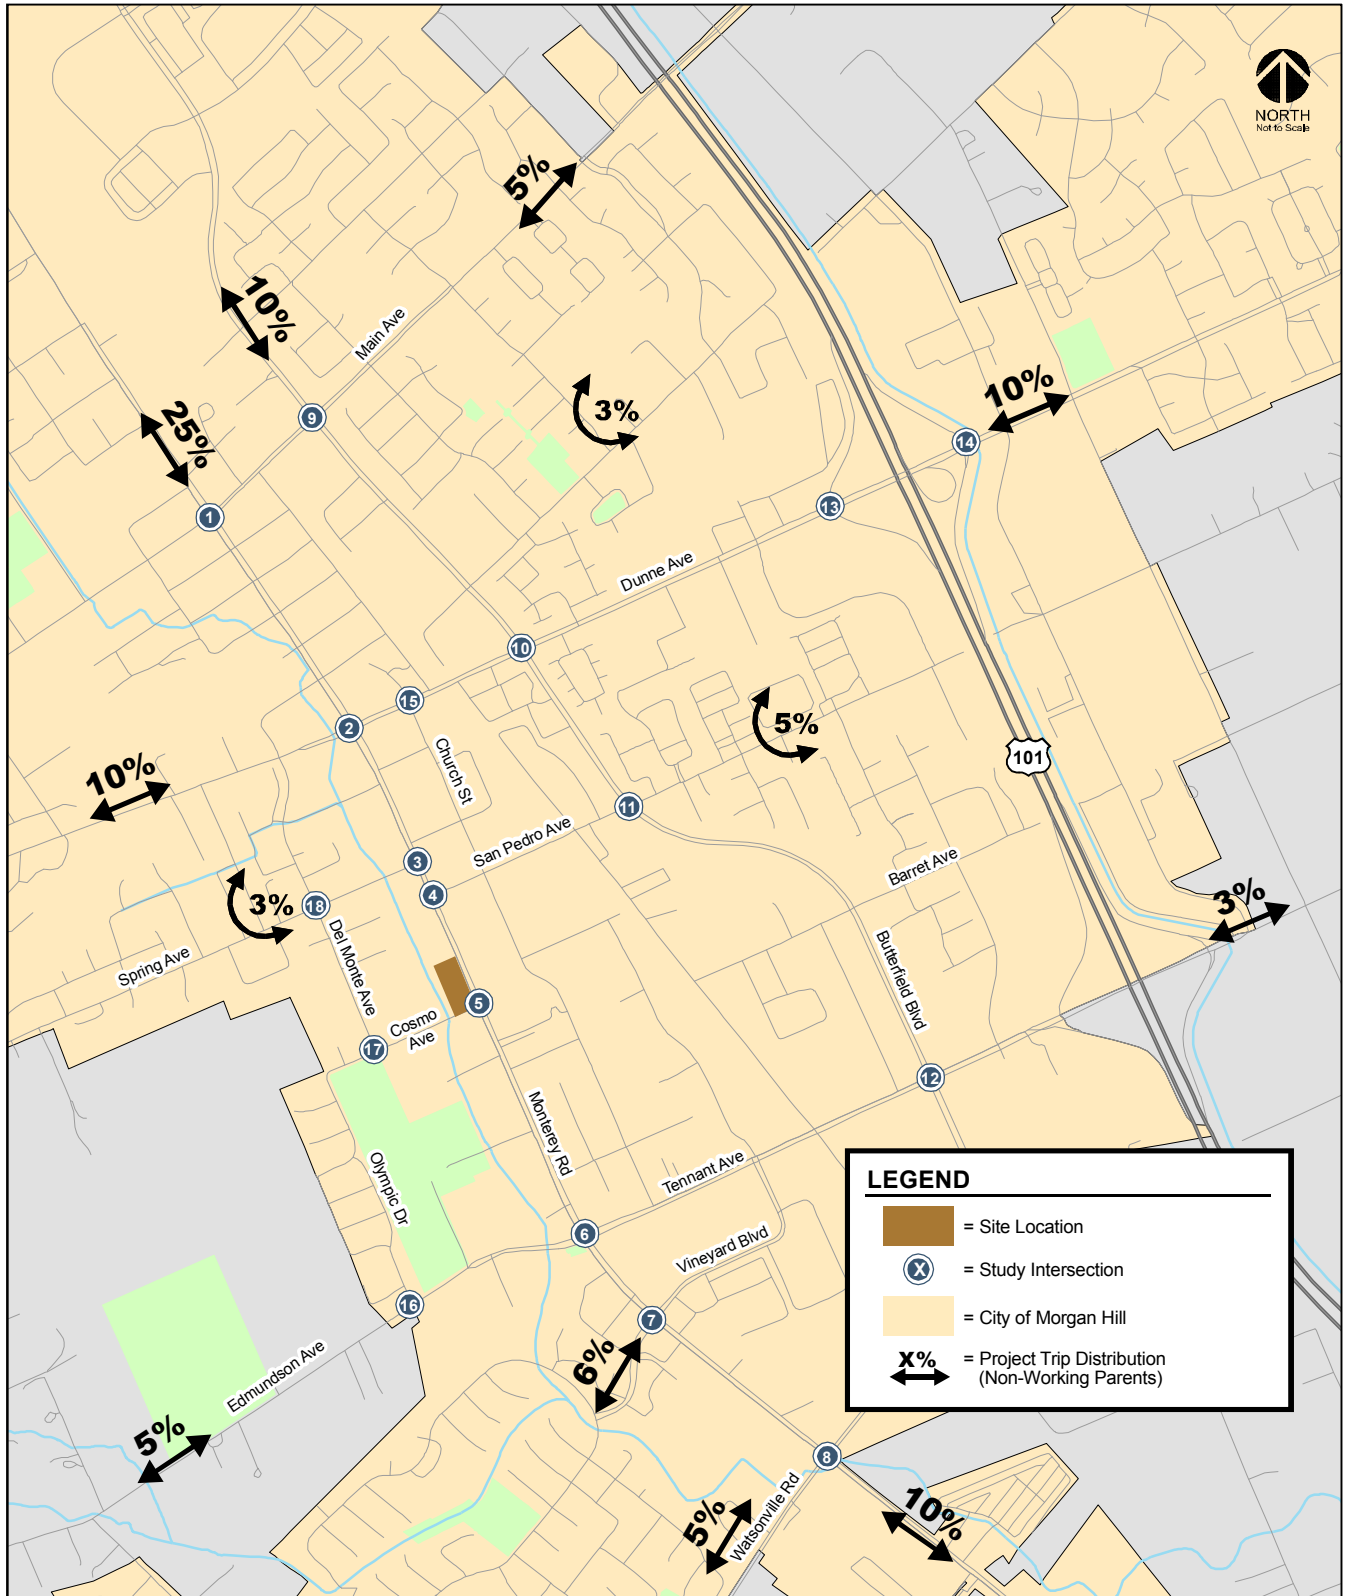 NORTH
Not to Scale
5%
10%
Main Ave
25%
9
3%
10%
14
1
13
Dunne Ave
10
15
2
5%
101
Church St
10%
11
San Pedro Ave
3
4
Barret Ave
3%
18
3%
Del Monte Ave
Spring Ave
Butterfield Blvd
5
Cosmo
Ave
17
12
Monterey Rd
Tennant Ave
Olympic Dr
6
Vineyard Blvd
16
7
6%
Edmundson Ave
5%
8
Watsonville Rd
5%
10%
LEGEND
= Site Location
X
= Study Intersection
= City of Morgan Hill
X%
= Project Trip Distribution
(Non-Working Parents)